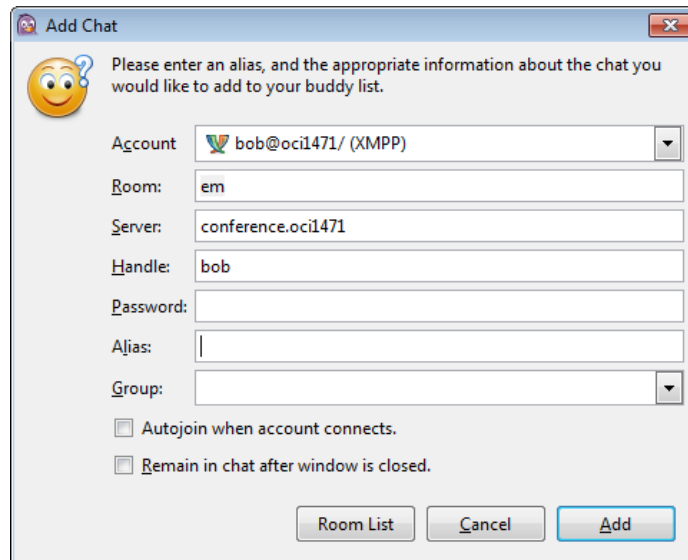 Add Chat
Please enter an alias, and the appropriate information about the chat you
would like to add to your buddy list.
Account bob@oci1471/ (XMPP)
Room: em
Server: conference.oci1471
Handle: bob
Password:
Alias:
Group:
Autojoin when account connects.
Remain in chat after window is closed.
Room List Cancel Add